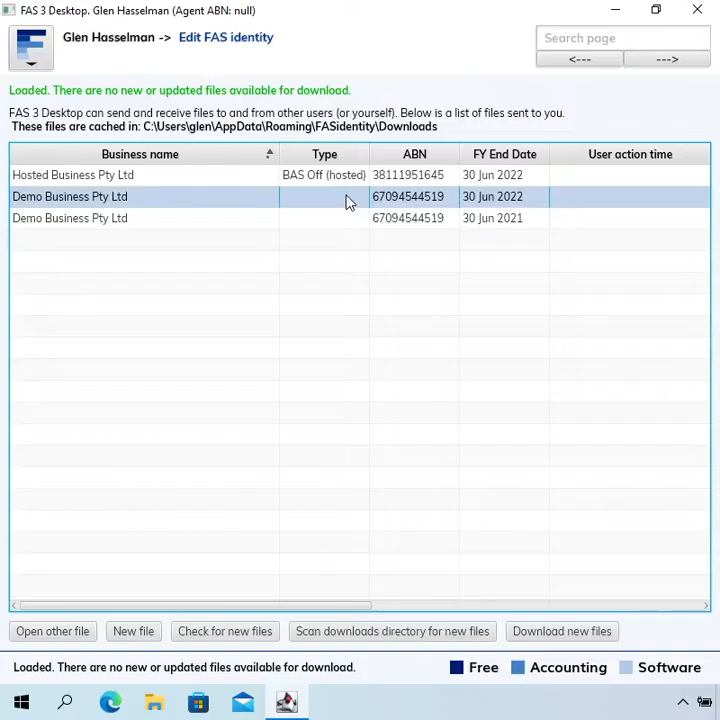 FAS 3 Desktop. Glen Hasselman (Agent ABN: null)
Glen Hasselman -> Edit FAS identity
Search page
<--- --->
Loaded. There are no new or updated files available for download.
FAS 3 Desktop can send and receive files to and from other users (or yourself). Below is a list of files sent to you.
These files are cached in: C:\Users\glen\AppData\Roaming\FASidentity\Downloads
Business name Type ABN FY End Date User action time
Hosted Business Pty Ltd BAS Off (hosted) 38111951645 30 Jun 2022
Demo Business Pty Ltd 67094544519 30 Jun 2022
Demo Business Pty Ltd 67094544519 30 Jun 2021
Open other file New file Check for new files Scan downloads directory for new files Download new files
Loaded. There are no new or updated files available for download. Free Accounting Software